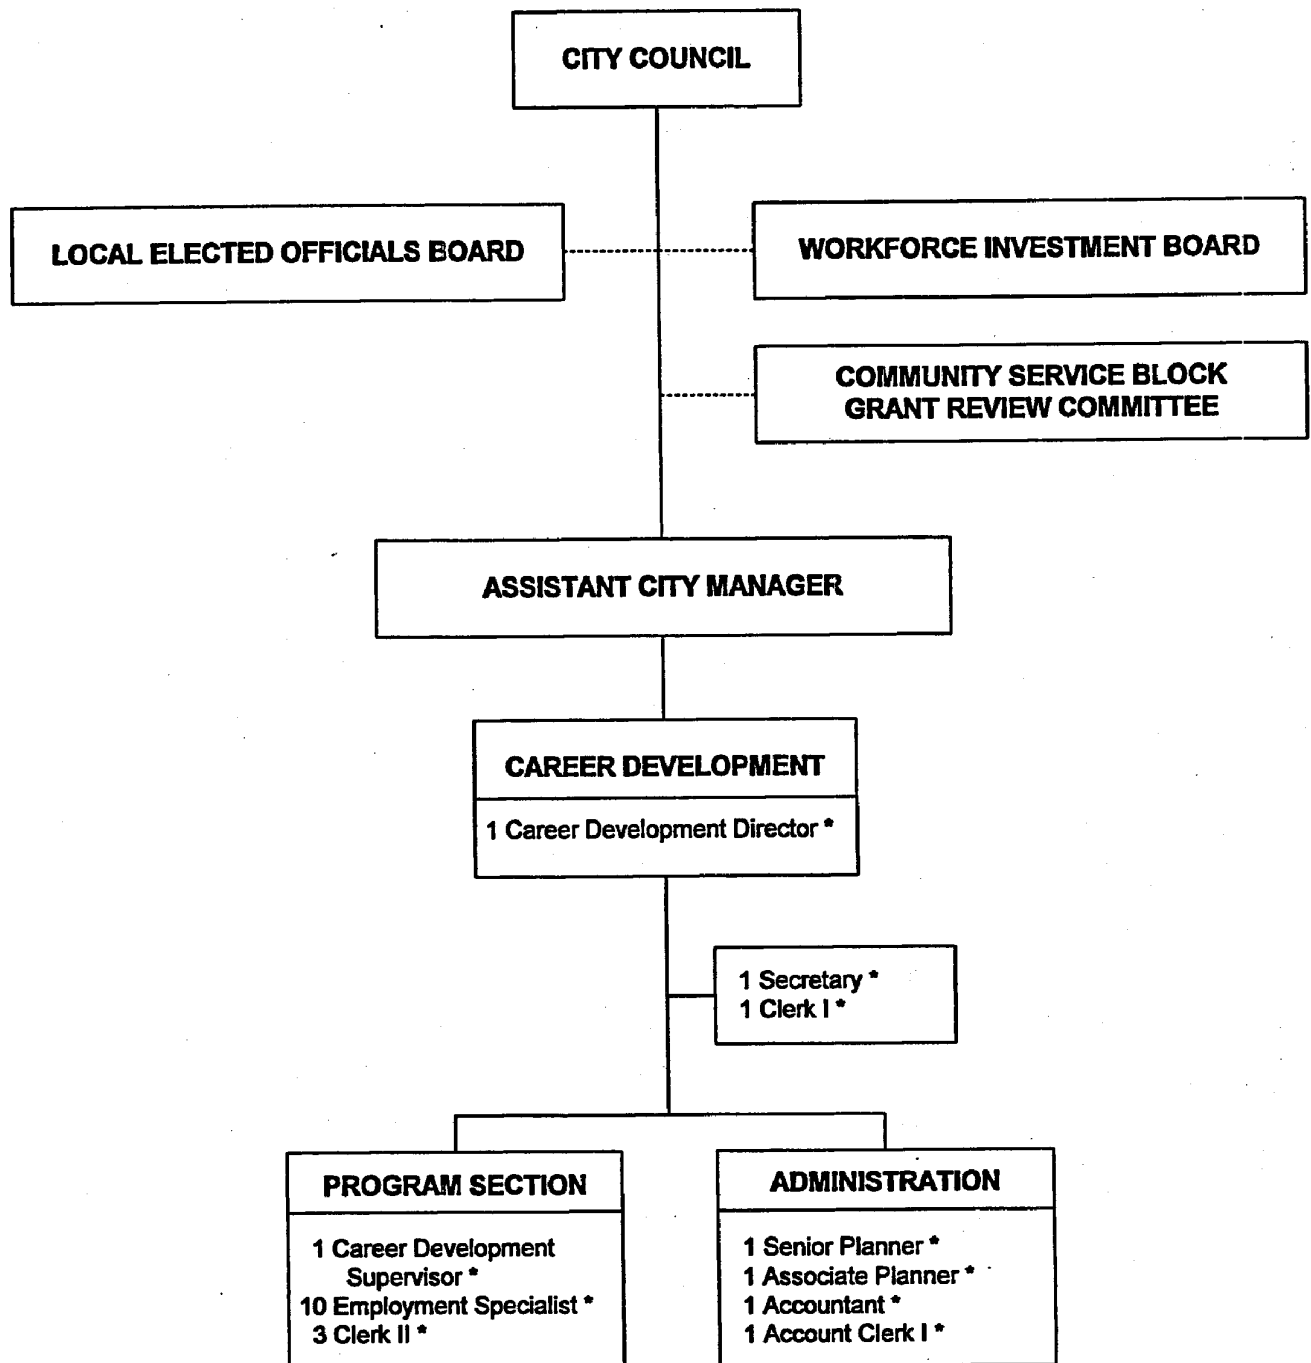 CITY COUNCIL
LOCAL ELECTED OFFICIALS BOARD
WORKFORCE INVESTMENT BOARD
COMMUNITY SERVICE BLOCK
GRANT REVIEW COMMITTEE
ASSISTANT CITY MANAGER
CAREER DEVELOPMENT
1 Career Development Director *
1 Secretary *
1 Clerk I *
PROGRAM SECTION
1 Career Development
Supervisor *
10 Employment Specialist *
3 Clerk II *
ADMINISTRATION
1 Senior Planner *
1 Associate Planner *
1 Accountant *
1 Account Clerk I *